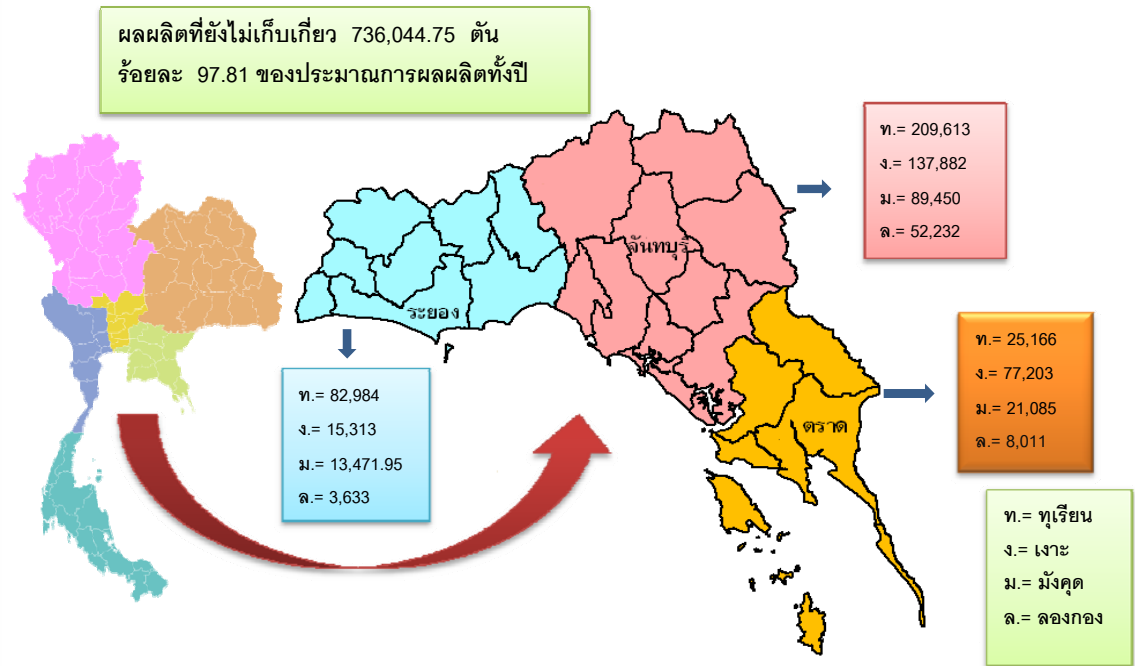 ผลผลิตที่ยังไม่เก็บเกี่ยว 736,044.75 ตัน
ร้อยละ 97.81 ของประมาณการผลผลิตทั้งปี
ท.= 209,613
ง.= 137,882
ม.= 89,450
ล.= 52,232
จันทบุรี
ระยอง
ท.= 82,984
ง.= 15,313
ม.= 13,471.95
ล.= 3,633
ท.= 25,166
ง.= 77,203
ม.= 21,085
ล.= 8,011
ตราด
ท.= ทุเรียน
ง.= เงาะ
ม.= มังคุด
ล.= ลองกอง